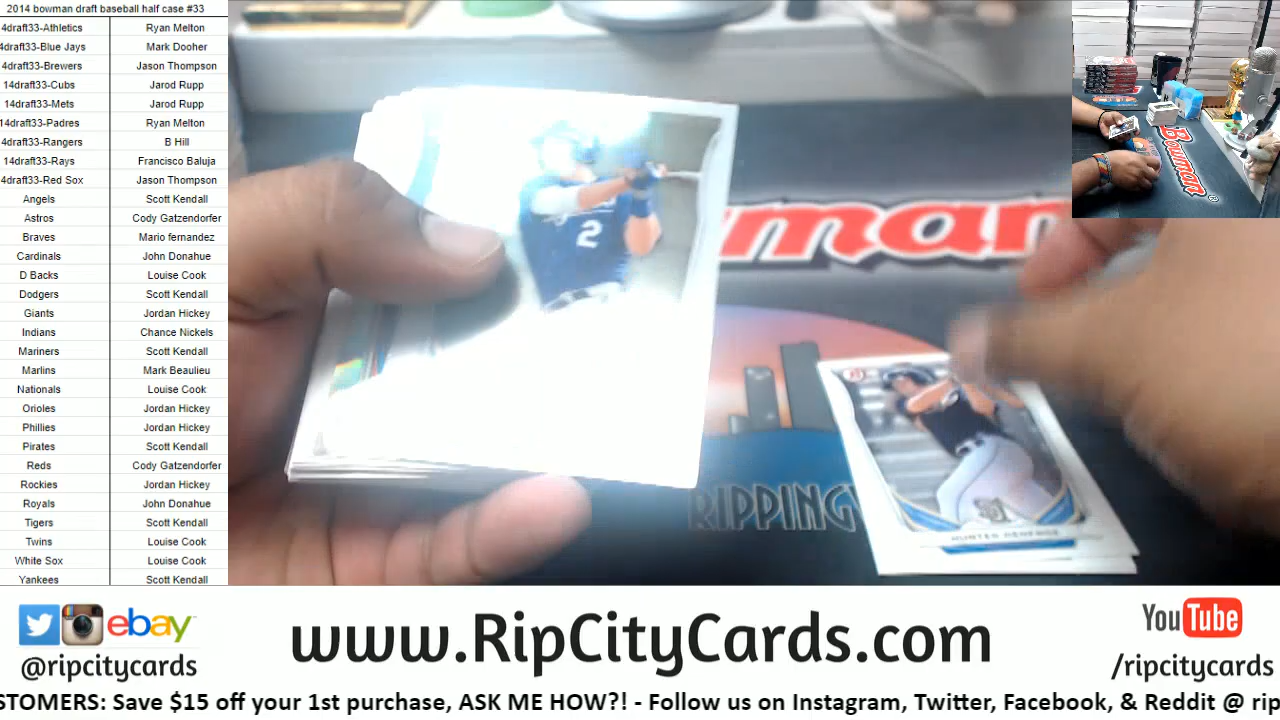 2014 bowman draft baseball half case #33
4draft33-Athletics Ryan Melton
4draft33-Blue Jays Mark Dooher
4draft33-Brewers Jason Thompson
14draft33-Cubs Jarod Rupp
14draft33-Mets Jarod Rupp
14draft33-Padres Ryan Melton
4draft33-Rangers B Hill
14draft33-Rays Francisco Baluja
4draft33-Red Sox Jason Thompson
Angels Scott Kendall
Astros Cody Gatzendorfer
Braves Mario fernandez
Cardinals John Donahue
D Backs Louise Cook
Dodgers Scott Kendall
Giants Jordan Hickey
Indians Chance Nickels
Mariners Scott Kendall
Marlins Mark Beaulieu
Nationals Louise Cook
Orioles Jordan Hickey
Phillies Jordan Hickey
Pirates Scott Kendall
Reds Cody Gatzendorfer
Rockies Jordan Hickey
Royals John Donahue
Tigers Scott Kendall
Twins Louise Cook
White Sox Louise Cook
Yankees Scott Kendall
2
wman
RIPPING
Bowman
ebay
@ripcitycards
www.RipCityCards.com
YouTube
/ripcitycards
STOMERS: Save $15 off your 1st purchase, ASK ME HOW?! - Follow us on Instagram, Twitter, Facebook, & Reddit @ rip